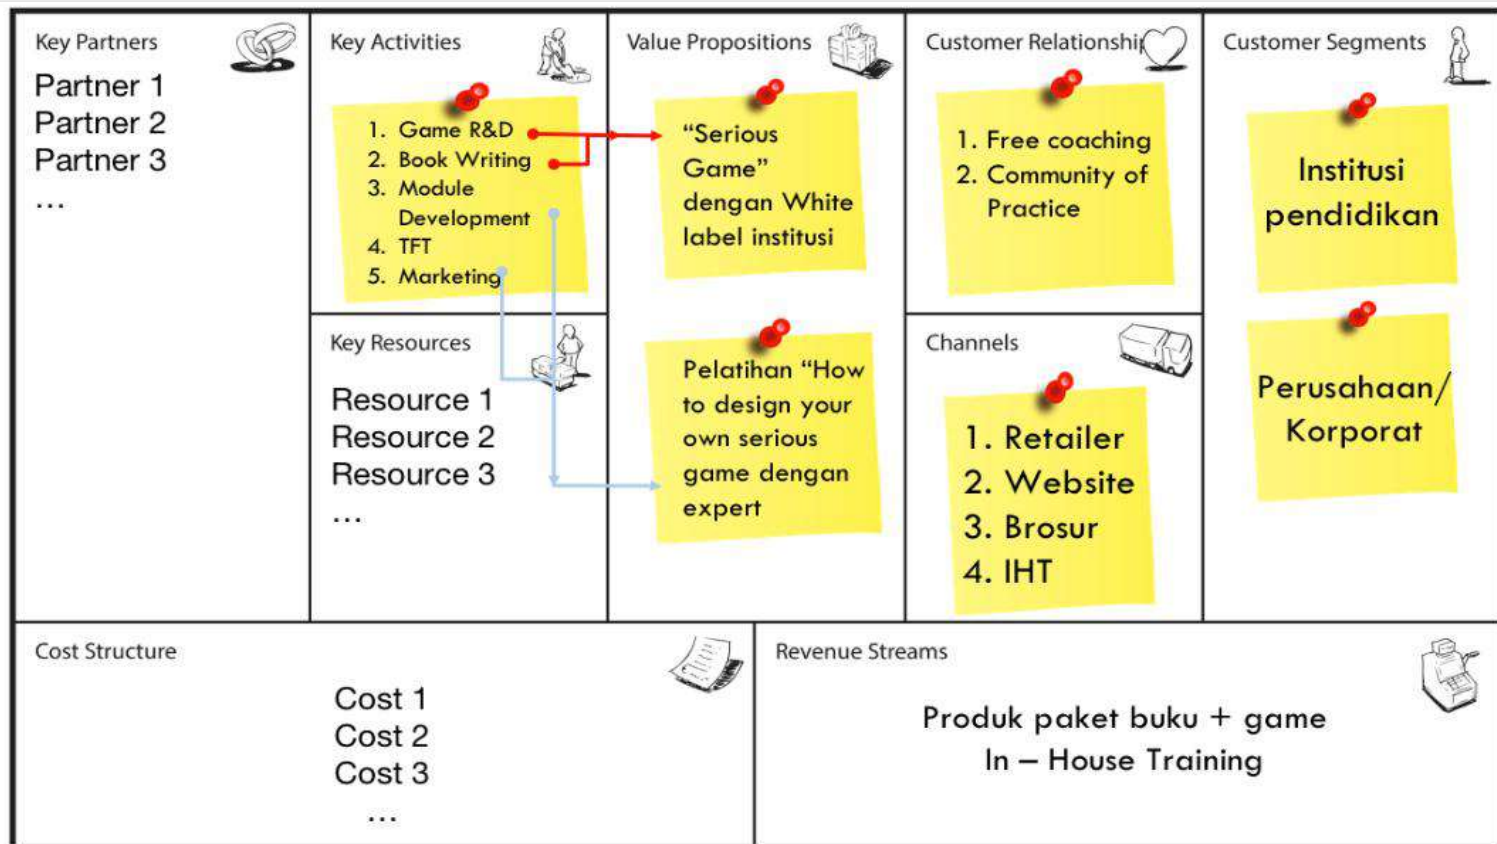 Key Partners
Partner 1
Partner 2
Partner 3
...
Key Activities
1. Game R&D
2. Book Writing
3. Module
Development
4. TFT
5. Marketing
Key Resources
Resource 1
Resource 2
Resource 3
...
Value Propositions
“Serious
Game”
dengan White
label institusi
Pelatihan “How
to design your
own serious
game dengan
expert
Customer Relationship
1. Free coaching
2. Community of
Practice
Channels
1. Retailer
2. Website
3. Brosur
4. IHT
Customer Segments
Institusi
pendidikan
Perusahaan/
Korporat
Cost Structure
Cost 1
Cost 2
Cost 3
...
Revenue Streams
Produk paket buku + game
In – House Training